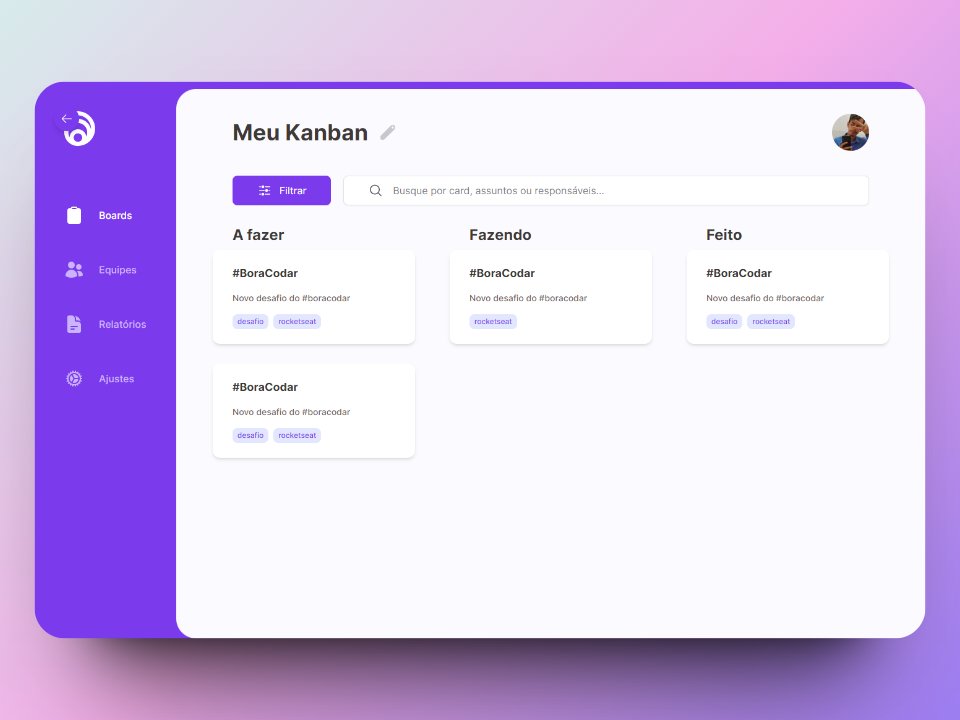 Meu Kanban
Boards
Equipes
Relatórios
Ajustes
Filtrar
Busque por card, assuntos ou responsáveis...
A fazer
#BoraCodar
Novo desafio do #boracodar
desafio rocketseat
#BoraCodar
Novo desafio do #boracodar
desafio rocketseat
Fazendo
#BoraCodar
Novo desafio do #boracodar
rocketseat
Feito
#BoraCodar
Novo desafio do #boracodar
desafio rocketseat